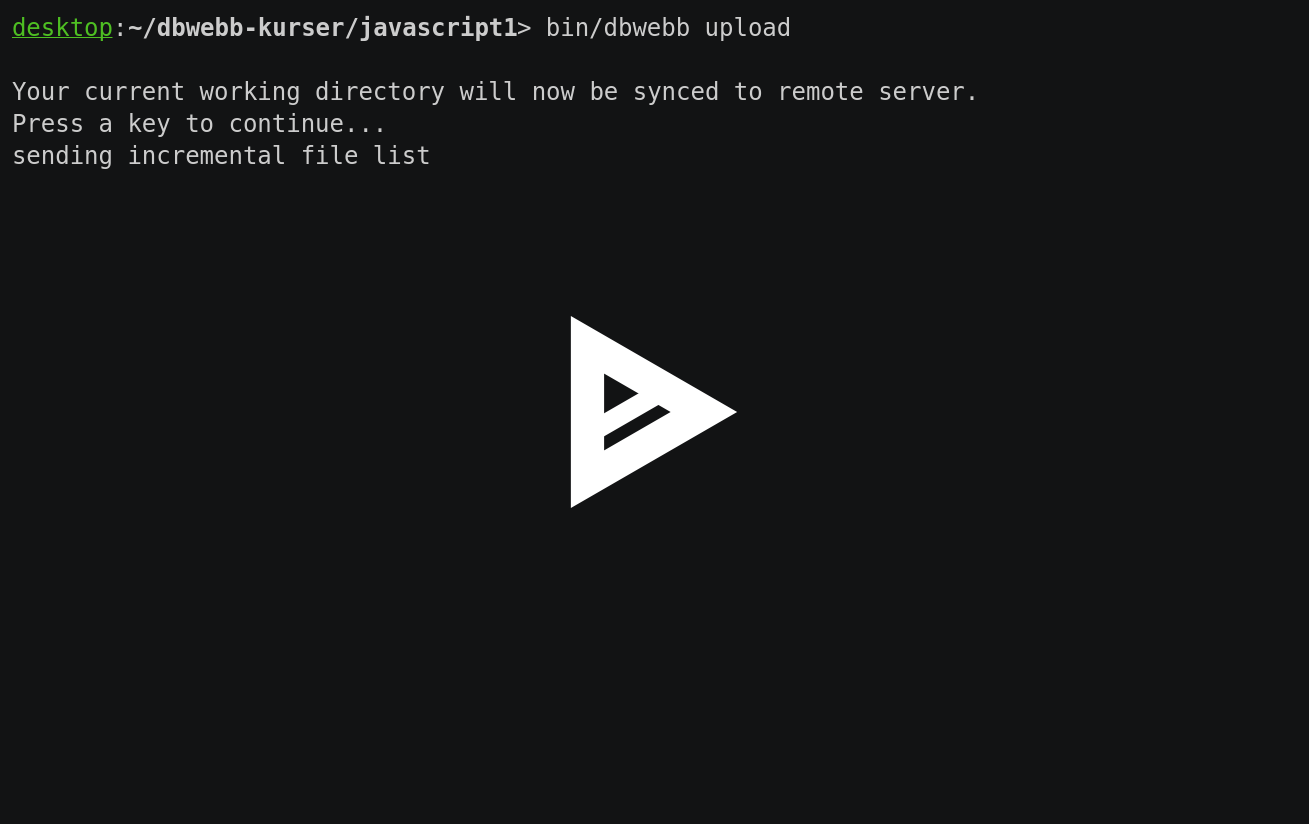 desktop:~/dbwebb-kurser/javascript1> bin/dbwebb upload
Your current working directory will now be synced to remote server.
Press a key to continue...
sending incremental file list